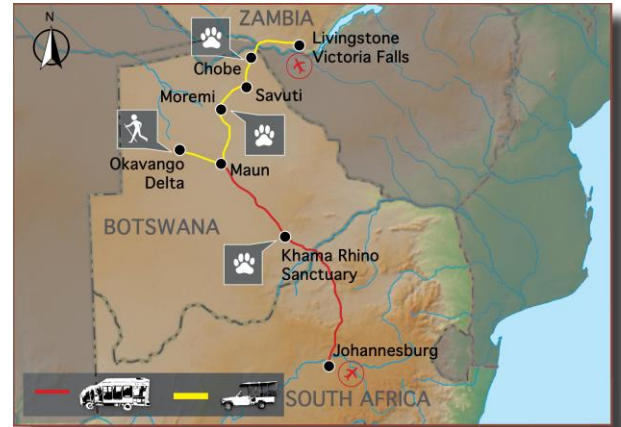 ZAMBIA
Livingstone
Victoria Falls
Chobe
Savuti
Moremi
Okavango
Delta
Maun
BOTSWANA
Khama Rhino
Sanctuary
Johannesburg
SOUTH AFRICA